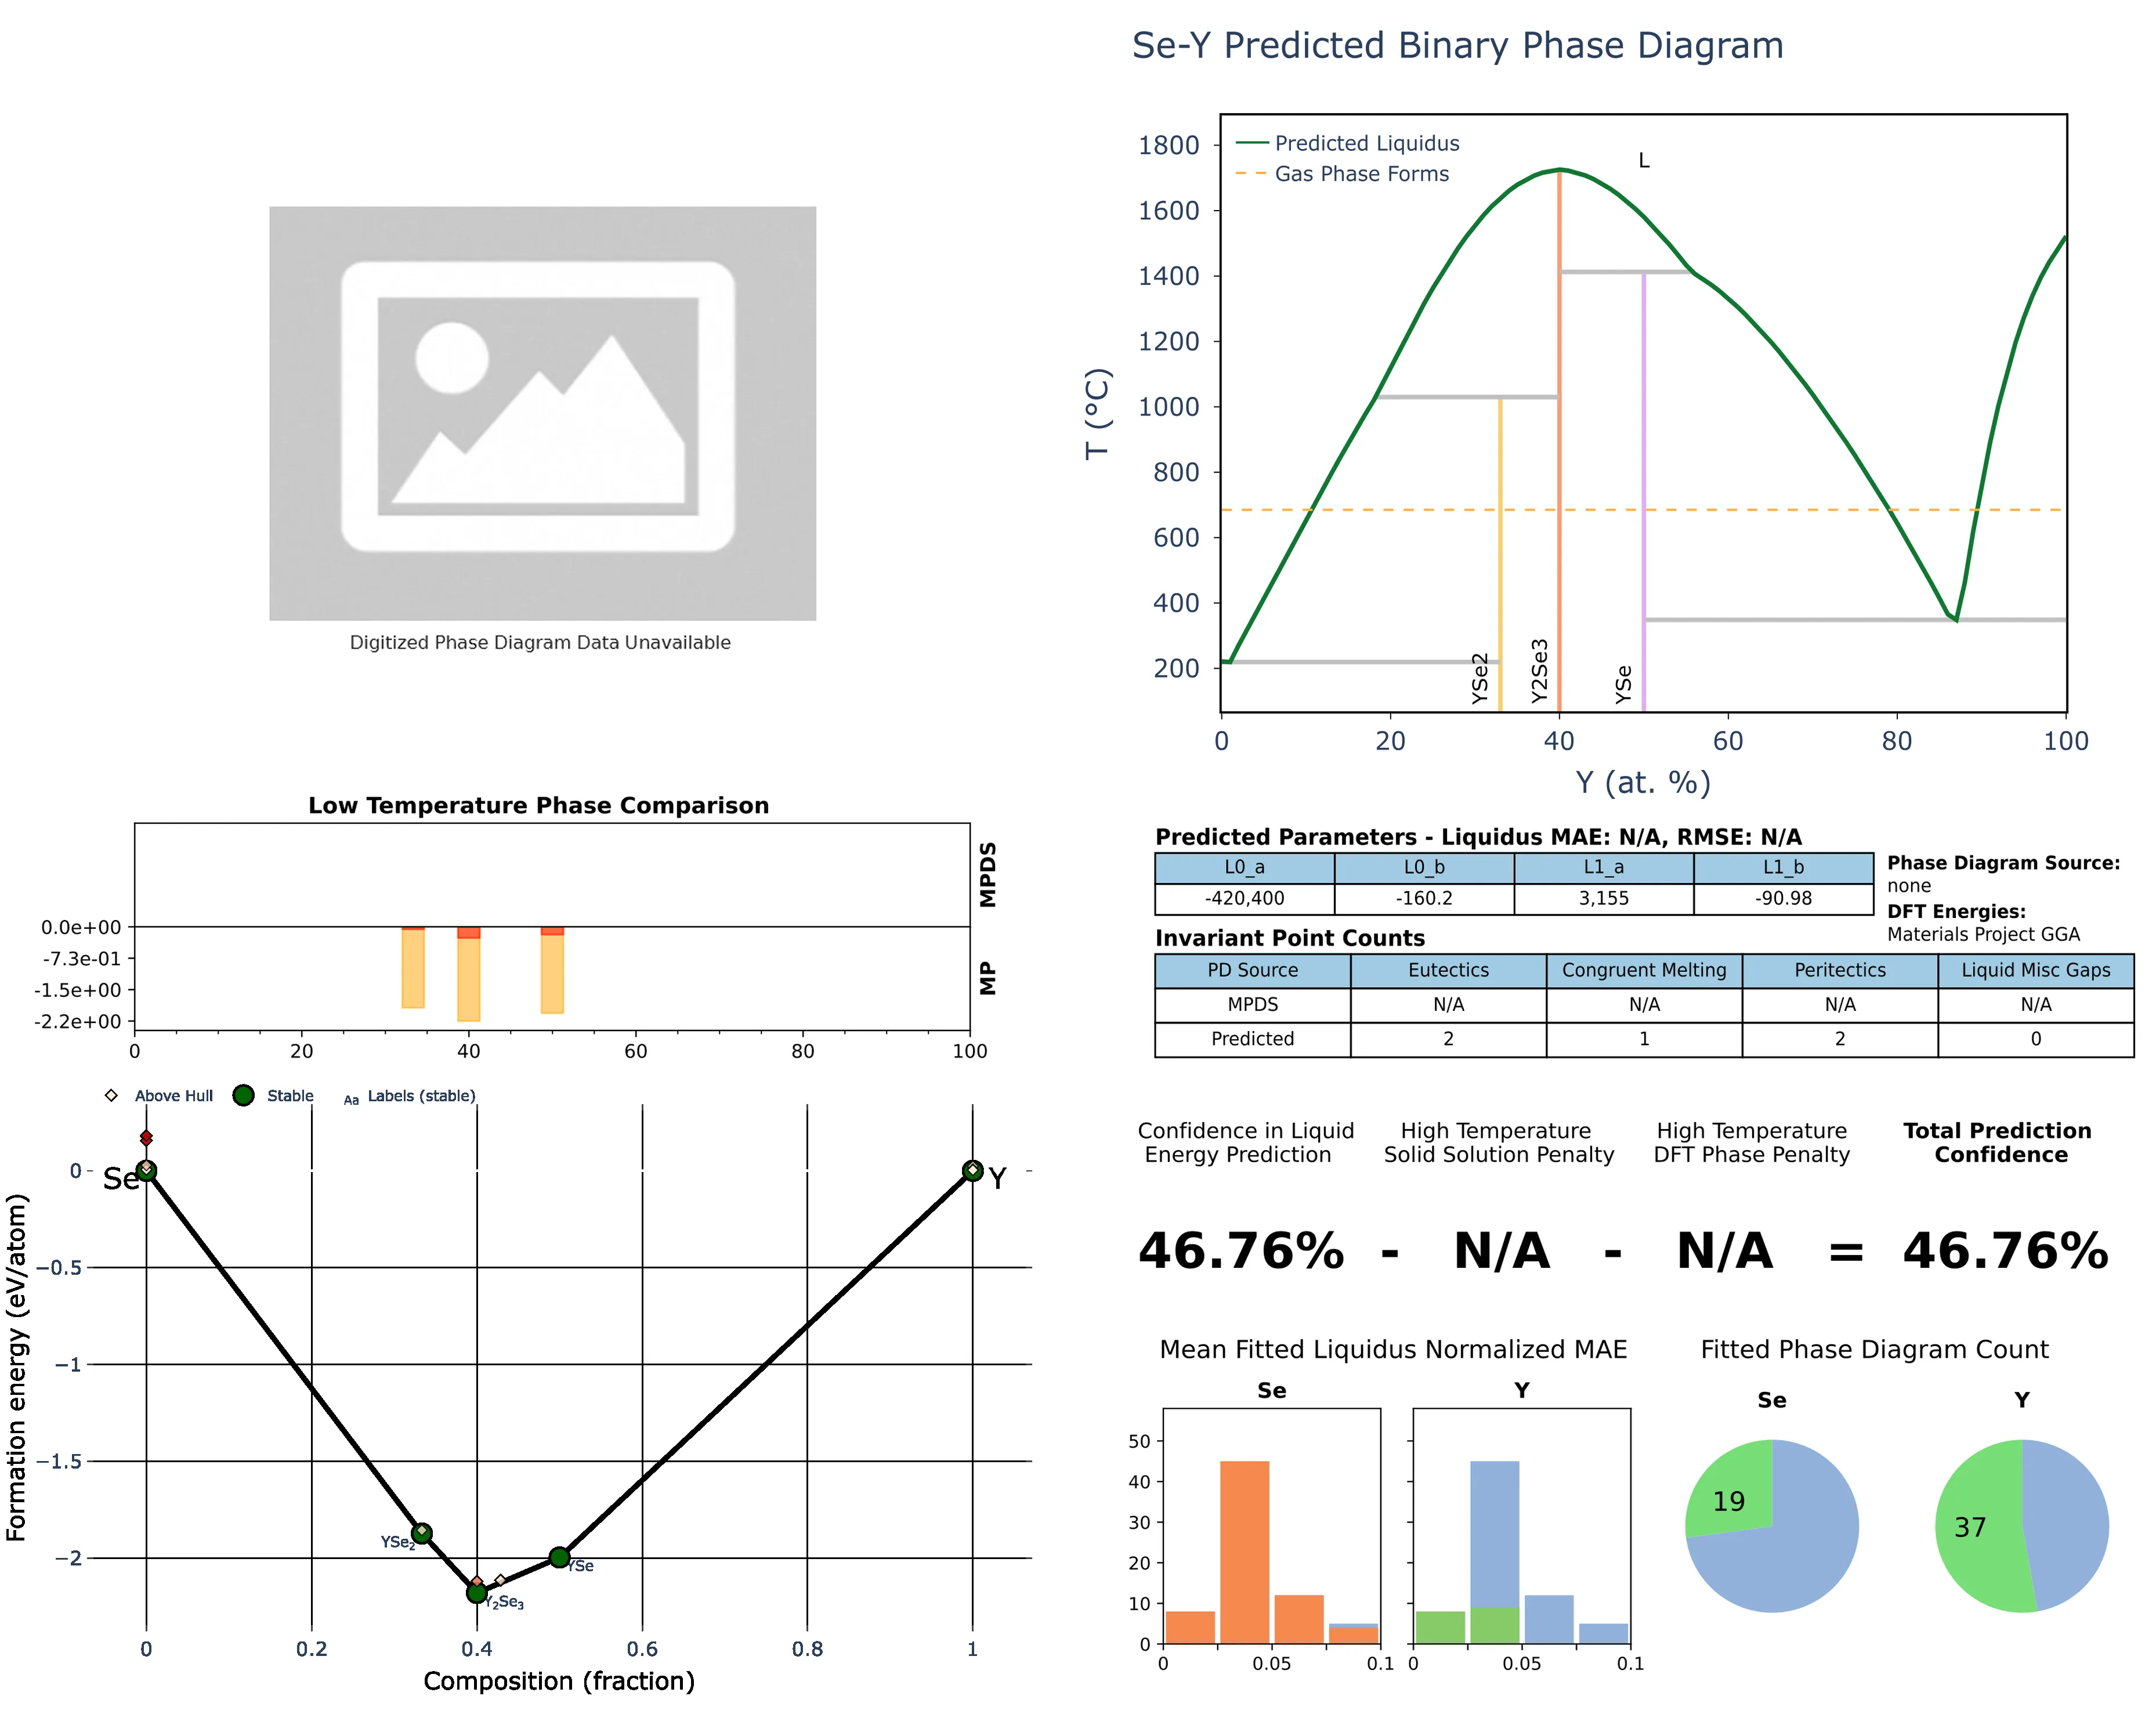 Se-Y Predicted Binary Phase Diagram
Digitized Phase Diagram Data Unavailable
Predicted Liquidus
Gas Phase Forms
L
1800
1600
1400
1200
1000
800
600
400
200
T (°C)
YSe2
Y2Se3
YSe
0 20 40 60 80 100
Y (at. %)
Low Temperature Phase Comparison
MPDS
MP
0.0e+00
-7.3e-01
-1.5e+00
-2.2e+00
0 20 40 60 80 100
Predicted Parameters - Liquidus MAE: N/A, RMSE: N/A
L0_a L0_b L1_a L1_b
-420,400 -160.2 3,155 -90.98
Phase Diagram Source:
none
DFT Energies:
Materials Project GGA
Invariant Point Counts
PD Source Eutectics Congruent Melting Peritectics Liquid Misc Gaps
MPDS N/A N/A N/A N/A
Predicted 2 1 2 0
Above Hull Stable Aa Labels (stable)
Se
Y
0
−0.5
−1
−1.5
−2
Formation energy (eV/atom)
YSe₂
Y₂Se₃
YSe
0 0.2 0.4 0.6 0.8 1
Composition (fraction)
Confidence in Liquid
Energy Prediction
High Temperature
Solid Solution Penalty
High Temperature
DFT Phase Penalty
Total Prediction
Confidence
46.76% - N/A - N/A = 46.76%
Mean Fitted Liquidus Normalized MAE
Fitted Phase Diagram Count
Se
Y
Se
Y
50
40
30
20
10
0
0 0.05 0.1
0 0.05 0.1
19
37